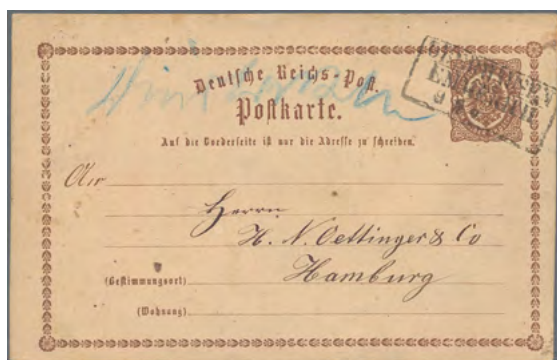 Deutsche Reichs-Post.
Postkarte.
Auf die Vorderseite ist nur die Adresse zu schreiben.
An
Herrn
H. N. Oettinger & Co
Hamburg
(Bestimmungsort)
(Wohnung)